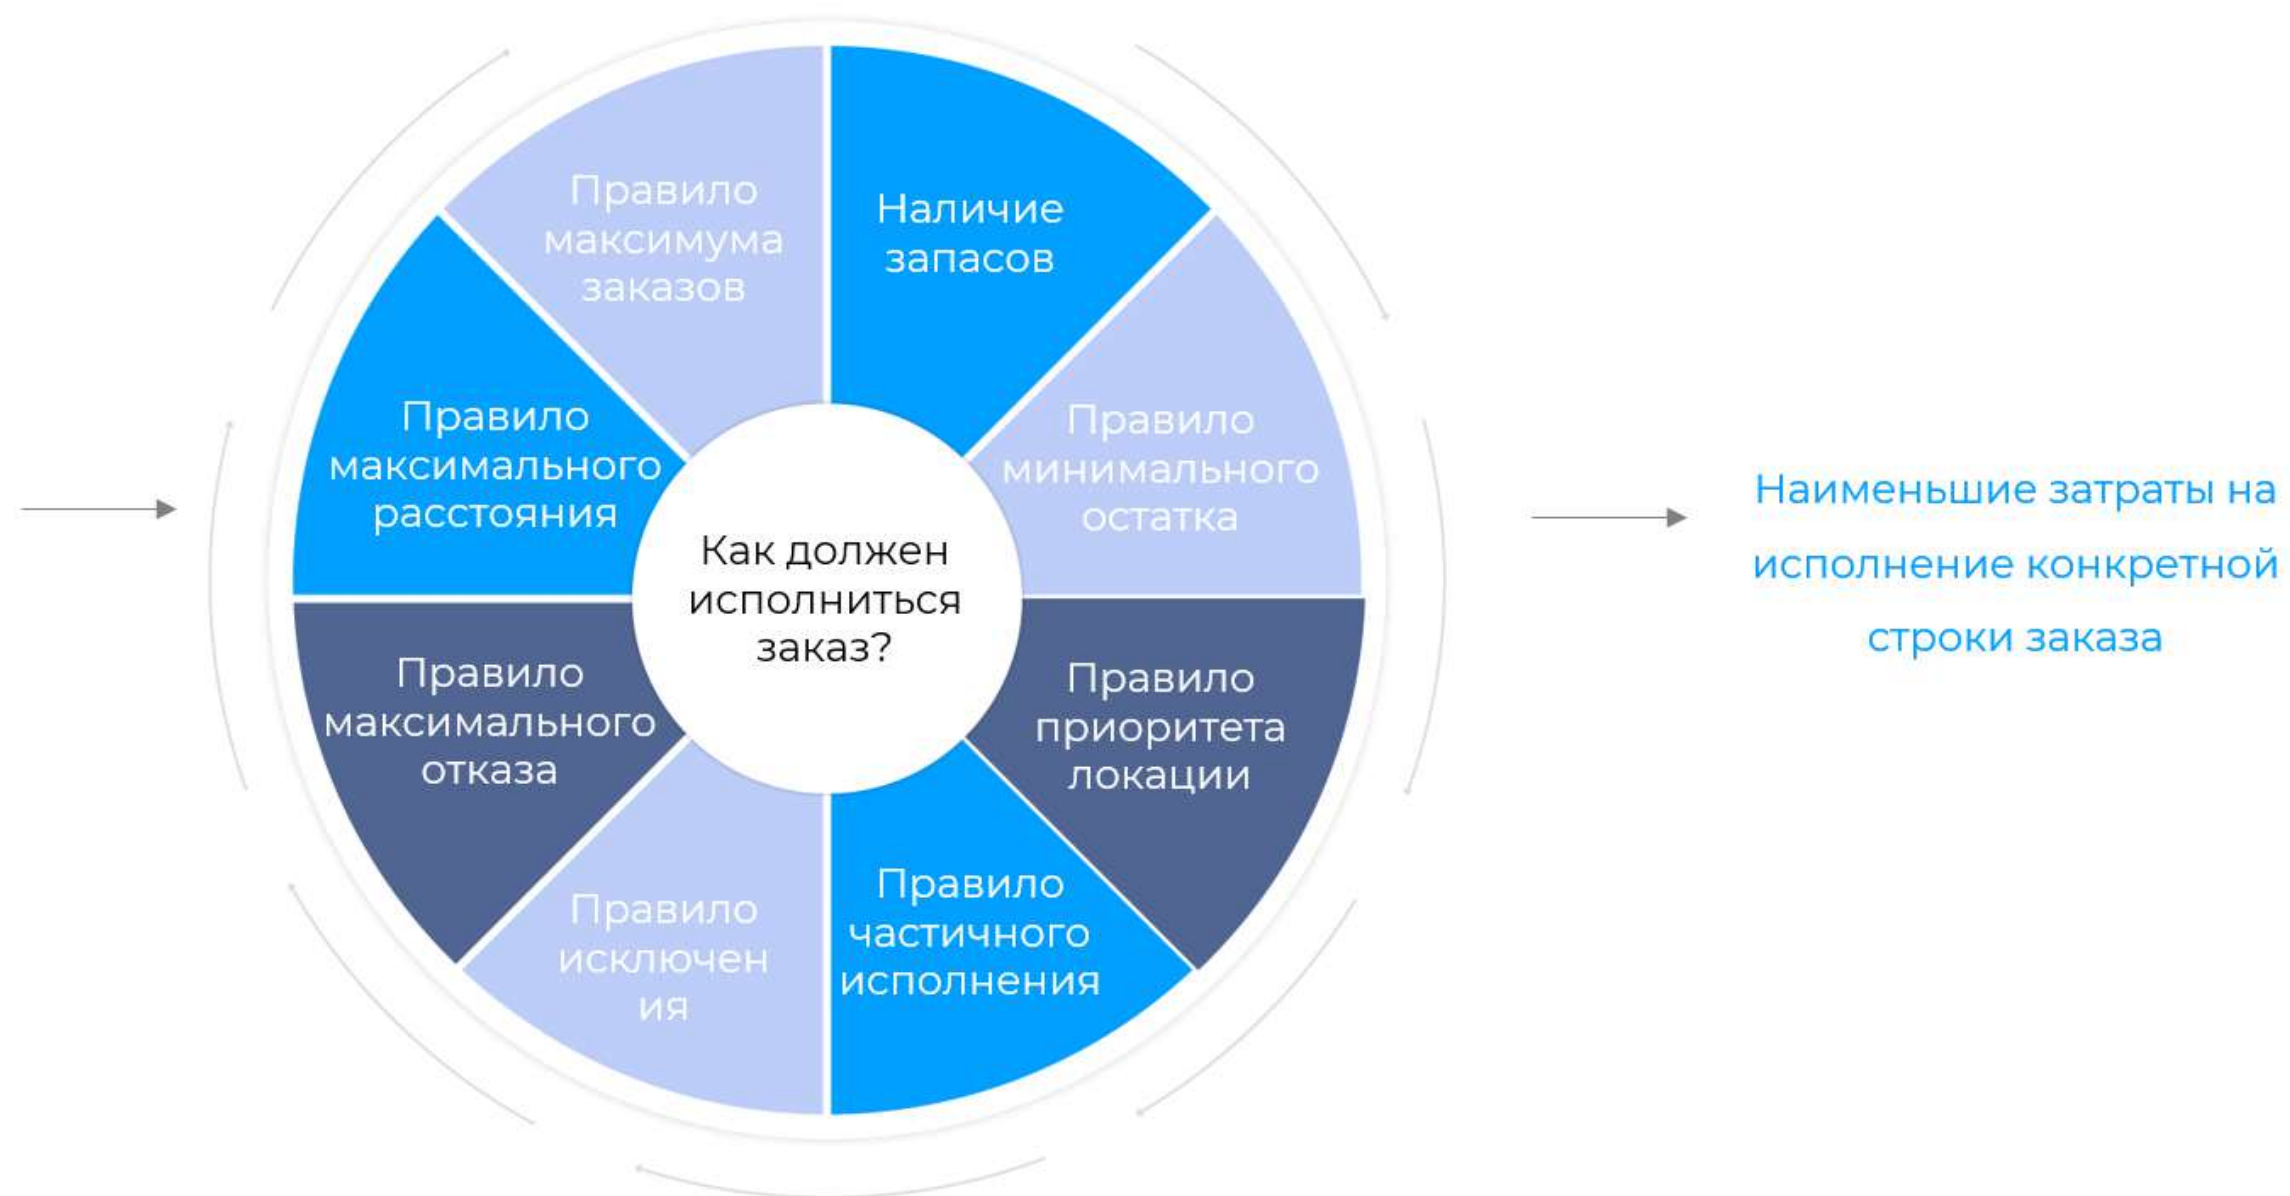 Правило
максимума
заказов
Наличие
запасов
Правило
минимального
остатка
Правило
приоритета
локации
Правило
частичного
исполнения
Правило
исключен
ия
Правило
максимального
отказа
Правило
максимального
расстояния
Как должен
исполниться
заказ?
Наименьшие затраты на
исполнение конкретной
строки заказа